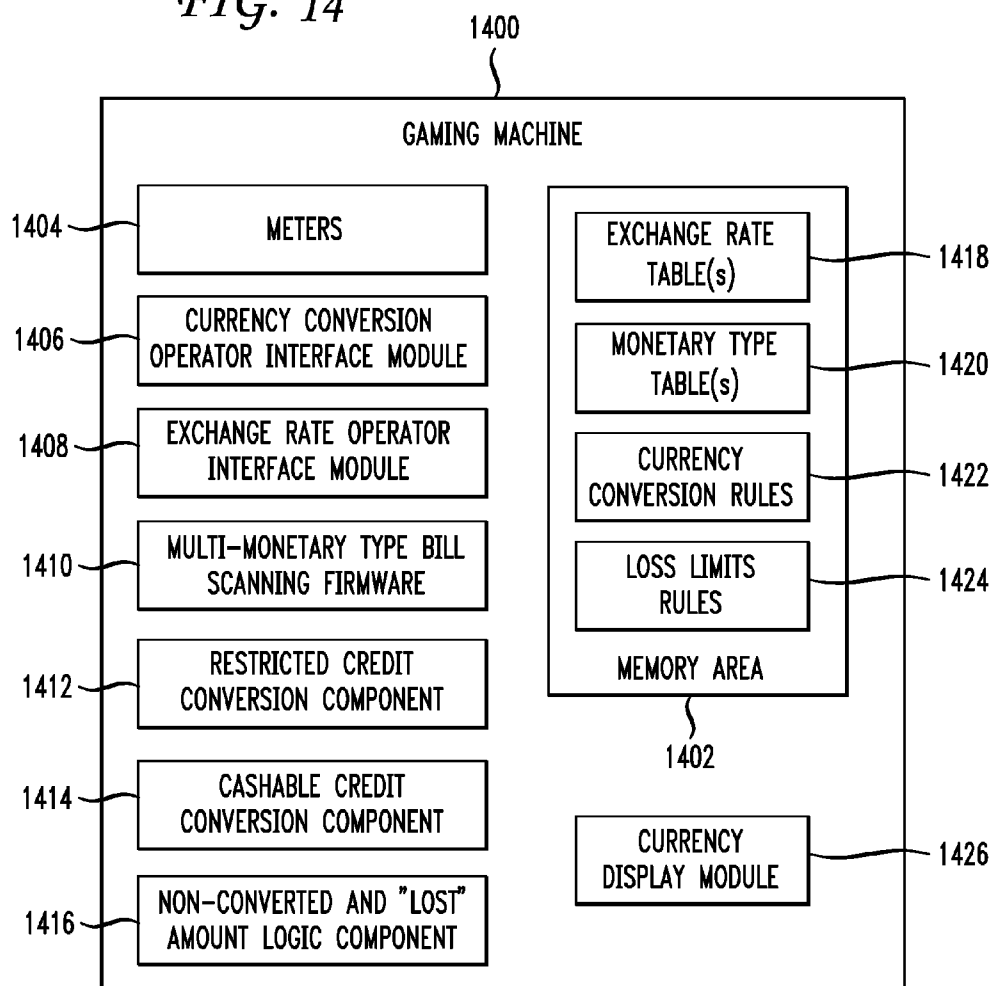 FIG. 14
1400
GAMING MACHINE
1404
METERS
1406
CURRENCY CONVERSION
OPERATOR INTERFACE MODULE
1408
EXCHANGE RATE OPERATOR
INTERFACE MODULE
1410
MULTI-MONETARY TYPE BILL
SCANNING FIRMWARE
1412
RESTRICTED CREDIT
CONVERSION COMPONENT
1414
CASHABLE CREDIT
CONVERSION COMPONENT
1416
NON-CONVERTED AND "LOST"
AMOUNT LOGIC COMPONENT
EXCHANGE RATE
TABLE(s)
1418
MONETARY TYPE
TABLE(s)
1420
CURRENCY
CONVERSION RULES
1422
LOSS LIMITS
RULES
1424
MEMORY AREA
1402
CURRENCY
DISPLAY MODULE
1426